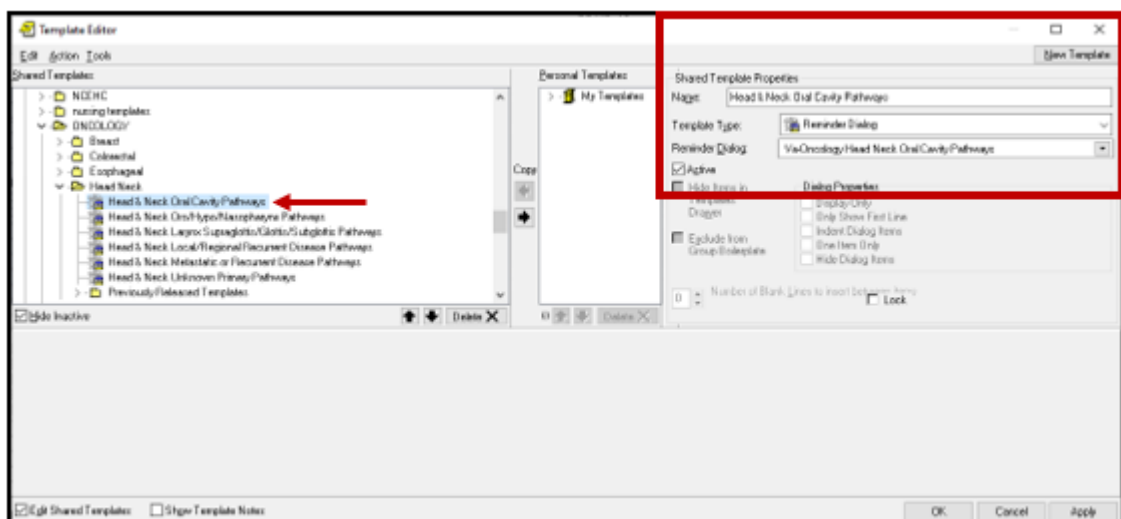 Template Editor
Edit Action Tools
New Template
Shared Templates
NCEHC
nursing templates
ONCOLOGY
Breast
Colorectal
Esophageal
Head Neck
Head & Neck Oral Cavity Pathways
Head & Neck Oro/Hypo/Nasopharynx Pathways
Head & Neck Larynx Supraglottic/Glottic/Subglottic Pathways
Head & Neck Local/Regional Recurrent Disease Pathways
Head & Neck Metastatic or Recurrent Disease Pathways
Head & Neck Unknown Primary Pathways
Previously Released Templates
Hide Inactive
Delete
Copy
Personal Templates
My Templates
Delete
Shared Template Properties
Name: Head & Neck Oral Cavity Pathways
Template Type: Reminder Dialog
Reminder Dialog: Va-Oncology Head Neck Oral Cavity Pathways
Active
Hide Items in
Templates
Drawer
Exclude from
Group Boilerplate
Dialog Properties
Display Only
Only Show First Line
Indent Dialog Items
One Item Only
Hide Dialog Items
0 Number of Blank Lines to insert between items
Lock
Edit Shared Templates Show Template Notes
OK Cancel Apply